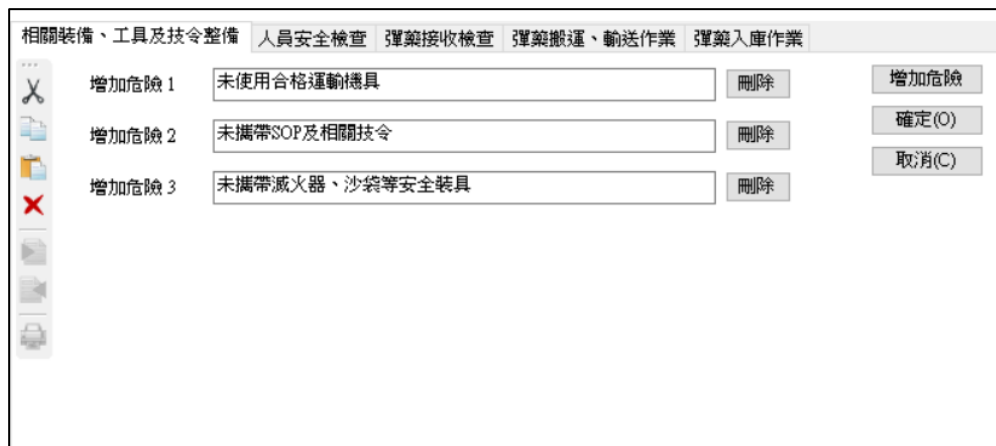 相關裝備、工具及技令整備 人員安全檢查 彈藥接收檢查 彈藥搬運、輸送作業 彈藥入庫作業
增加危險 1 未使用合格運輸機具 刪除 增加危險
確定(O)
增加危險 2 未攜帶SOP及相關技令 刪除
取消(C)
增加危險 3 未攜帶滅火器、沙袋等安全裝具 刪除